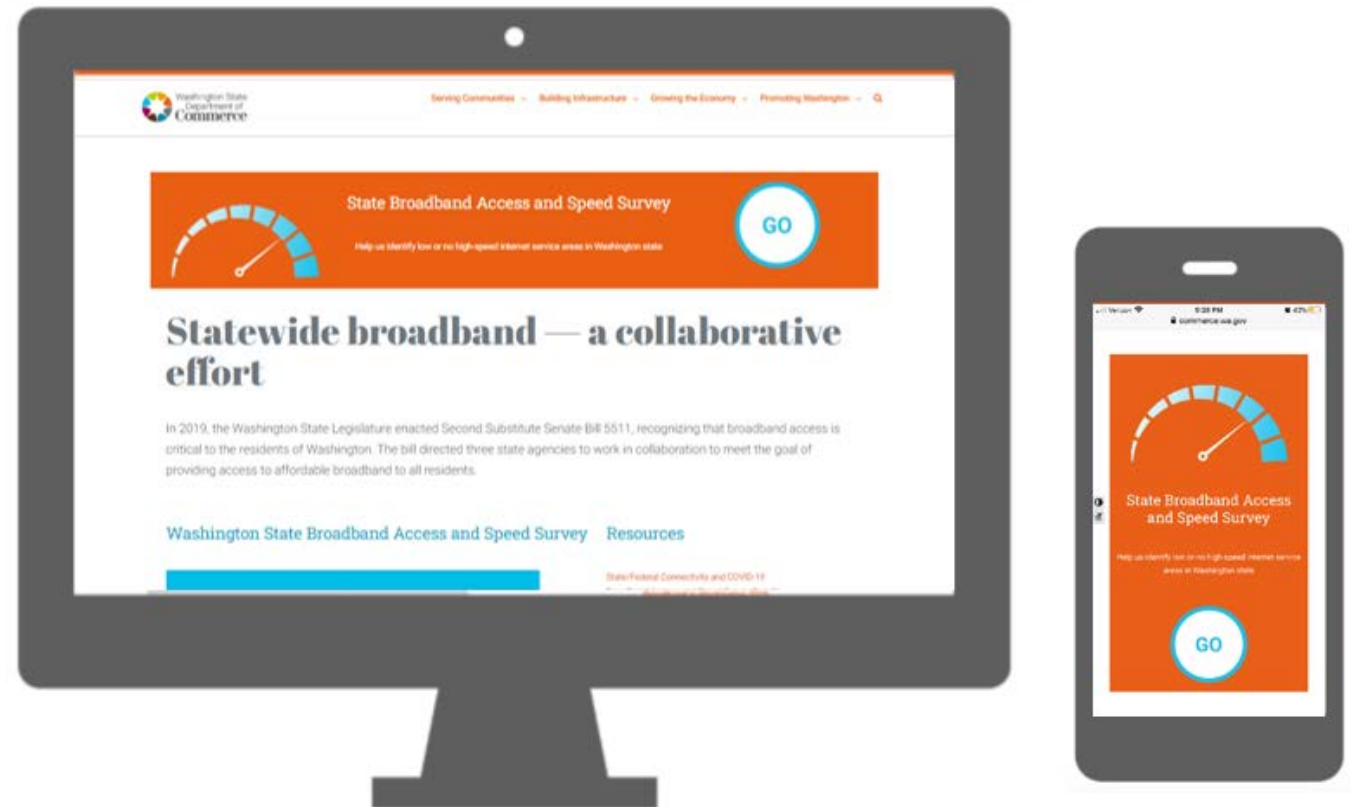 Washington State
Department of
Commerce
Serving Communities Building Infrastructure Growing the Economy Promoting Washington
State Broadband Access and Speed Survey
GO
Help us identify low or no high-speed internet service areas in Washington state
Statewide broadband — a collaborative
effort
In 2019, the Washington State Legislature enacted Second Substitute Senate Bill 5511, recognizing that broadband access is
critical to the residents of Washington. The bill directed three state agencies to work in collaboration to meet the goal of
providing access to affordable broadband to all residents.
Washington State Broadband Access and Speed Survey Resources
State/Federal Connectivity and COVID-19
Verizon 9:28 PM 42%
commerce.wa.gov
State Broadband Access
and Speed Survey
Help us identify low or no high-speed internet service
areas in Washington state
GO